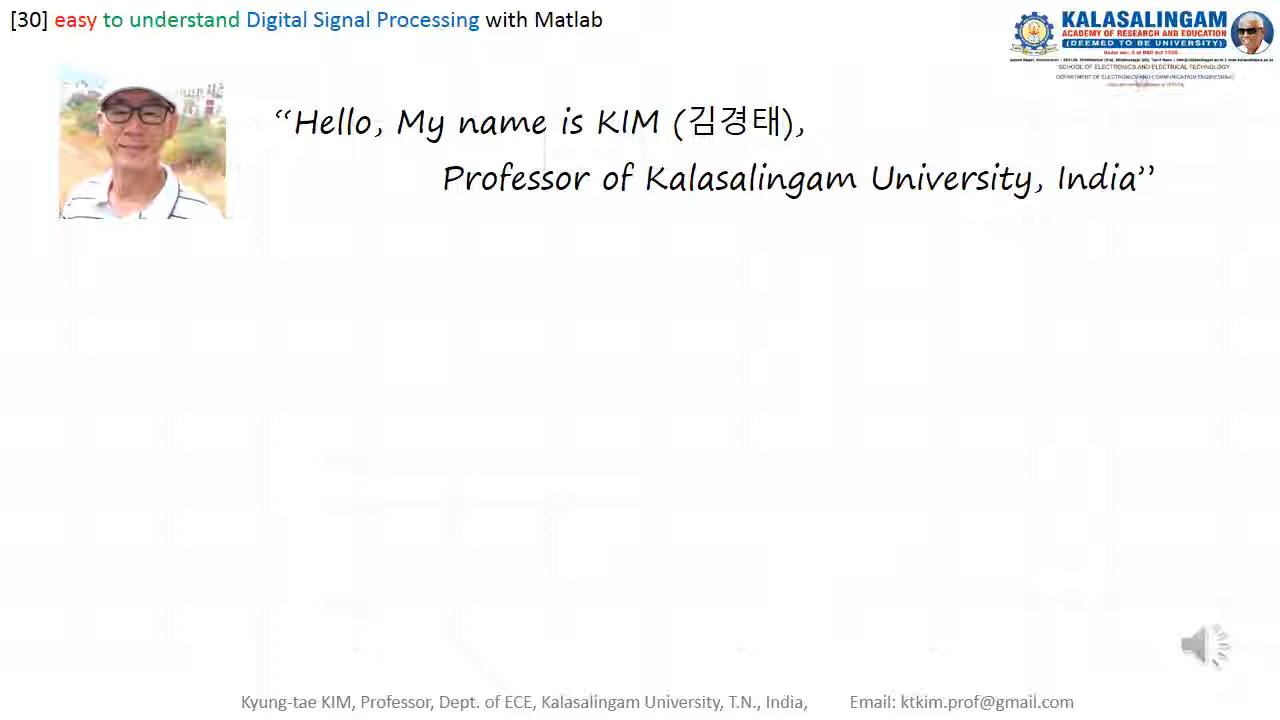 [30] easy to understand Digital Signal Processing with Matlab
KALASALINGAM
ACADEMY OF RESEARCH AND EDUCATION
(DEEMED TO BE UNIVERSITY)
SCHOOL OF ELECTRONICS AND ELECTRICAL TECHNOLOGY
DEPARTMENT OF ELECTRONICS AND COMMUNICATION ENGINEERING
“Hello, My name is KIM (김경태),
Professor of Kalasalingam University, India”
Kyung-tae KIM, Professor, Dept. of ECE, Kalasalingam University, T.N., India, Email: ktkim.prof@gmail.com